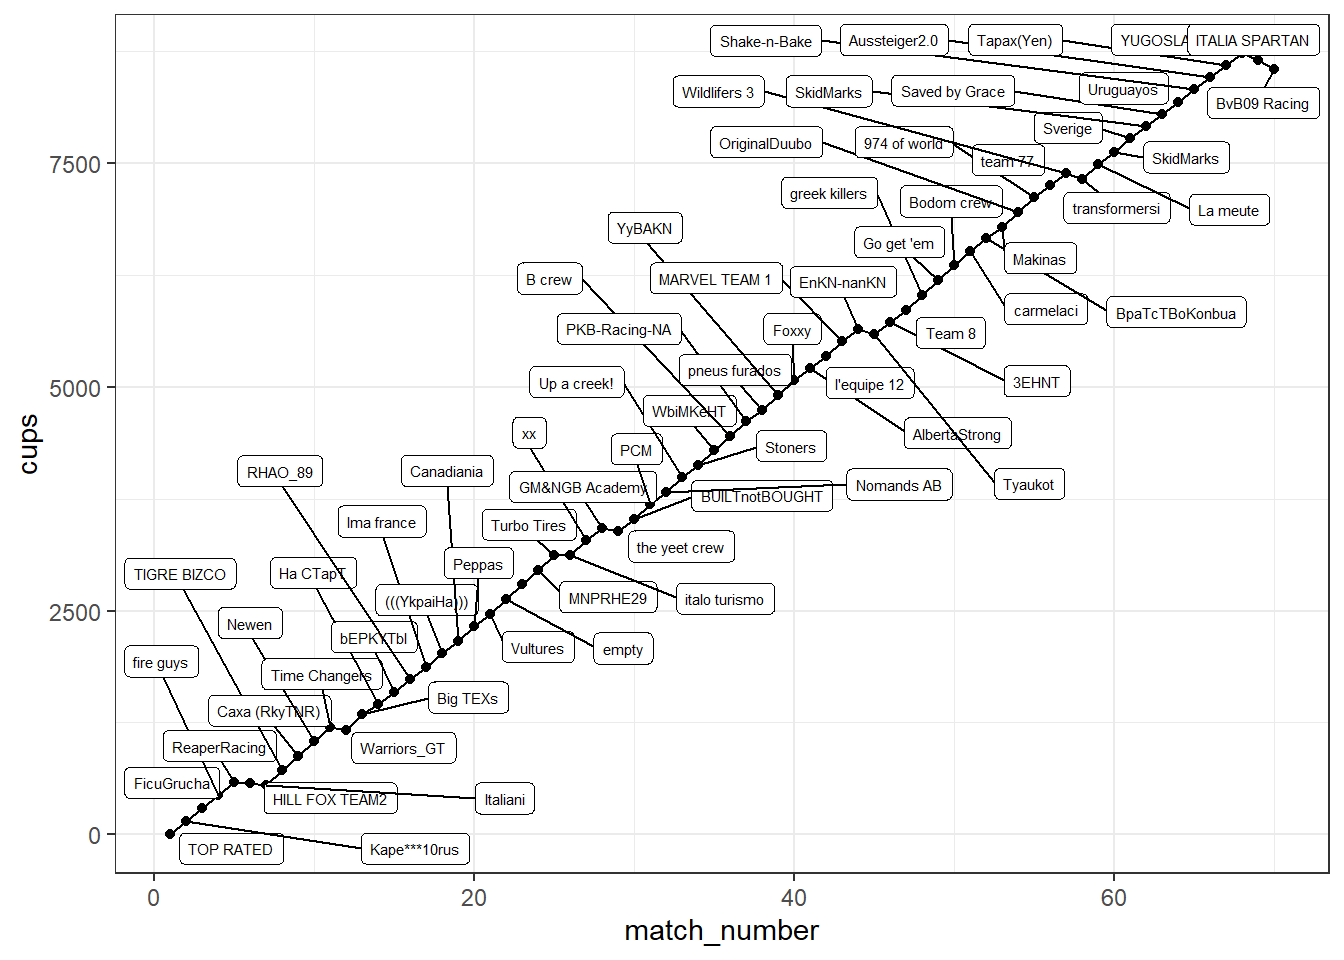 Shake-n-Bake
Aussteiger2.0
Tapax(Yen)
YUGOSLA
ITALIA SPARTAN
Wildlifers 3
SkidMarks
Saved by Grace
Uruguayos
BvB09 Racing
OriginalDuubo
974 of world
Sverige
team 77
SkidMarks
7500
greek killers
Bodom crew
transformersi
La meute
YyBAKN
Go get 'em
Makinas
B crew
MARVEL TEAM 1
EnKN-nanKN
carmelaci
BpaTcTBoKonbua
PKB-Racing-NA
Foxxy
Team 8
5000
Up a creek!
pneus furados
l'equipe 12
3EHNT
WbiMKeHT
xx
PCM
Stoners
AlbertaStrong
RHAO_89
Canadiania
GM&NGB Academy
BUILTnotBOUGHT
Nomands AB
Tyaukot
Ima france
Turbo Tires
the yeet crew
TIGRE BIZCO
Ha CTapT
Peppas
2500
(((YkpaiHa)))
MNPRHE29
italo turismo
Newen
bEPKYTbI
Vultures
empty
fire guys
Time Changers
Big TEXs
Caxa (RkyTNR)
ReaperRacing
Warriors_GT
FicuGrucha
HILL FOX TEAM2
Italiani
0
TOP RATED
Kape***10rus
0
20
40
60
match_number
cups